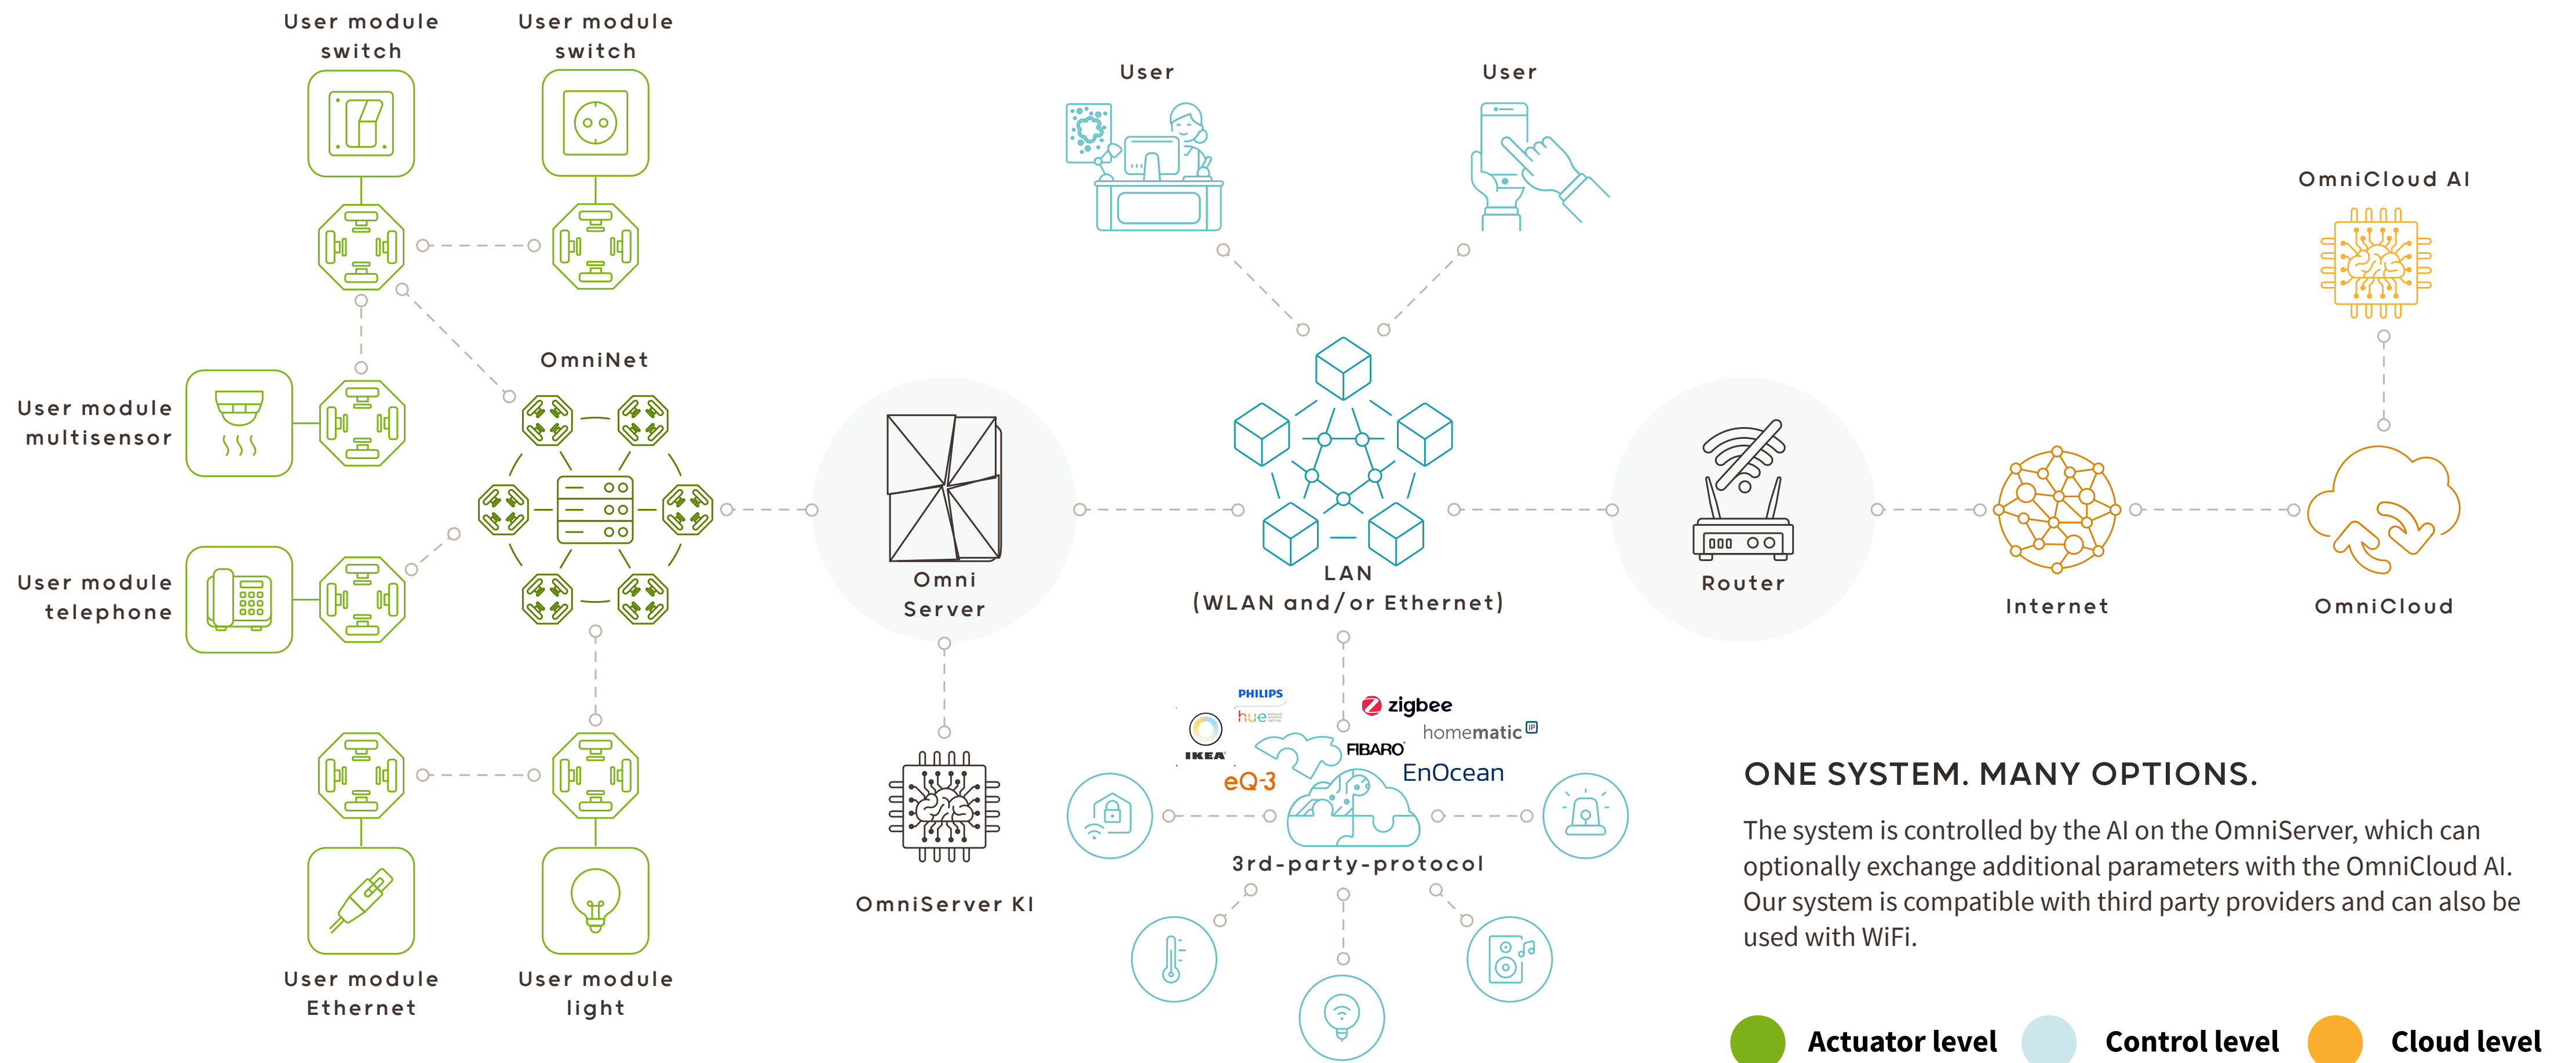 User module
switch
User module
switch
User
User
OmniCloud AI
OmniNet
User module
multisensor
User module
telephone
Omni
Server
LAN
(WLAN and/or Ethernet)
Router
Internet
OmniCloud
PHILIPS
hue
IKEA
eQ-3
zigbee
homematic IP
FIBARO
EnOcean
3rd-party-protocol
OmniServer KI
User module
Ethernet
User module
light
ONE SYSTEM. MANY OPTIONS.
The system is controlled by the AI on the OmniServer, which can
optionally exchange additional parameters with the OmniCloud AI.
Our system is compatible with third party providers and can also be
used with WiFi.
Actuator level
Control level
Cloud level